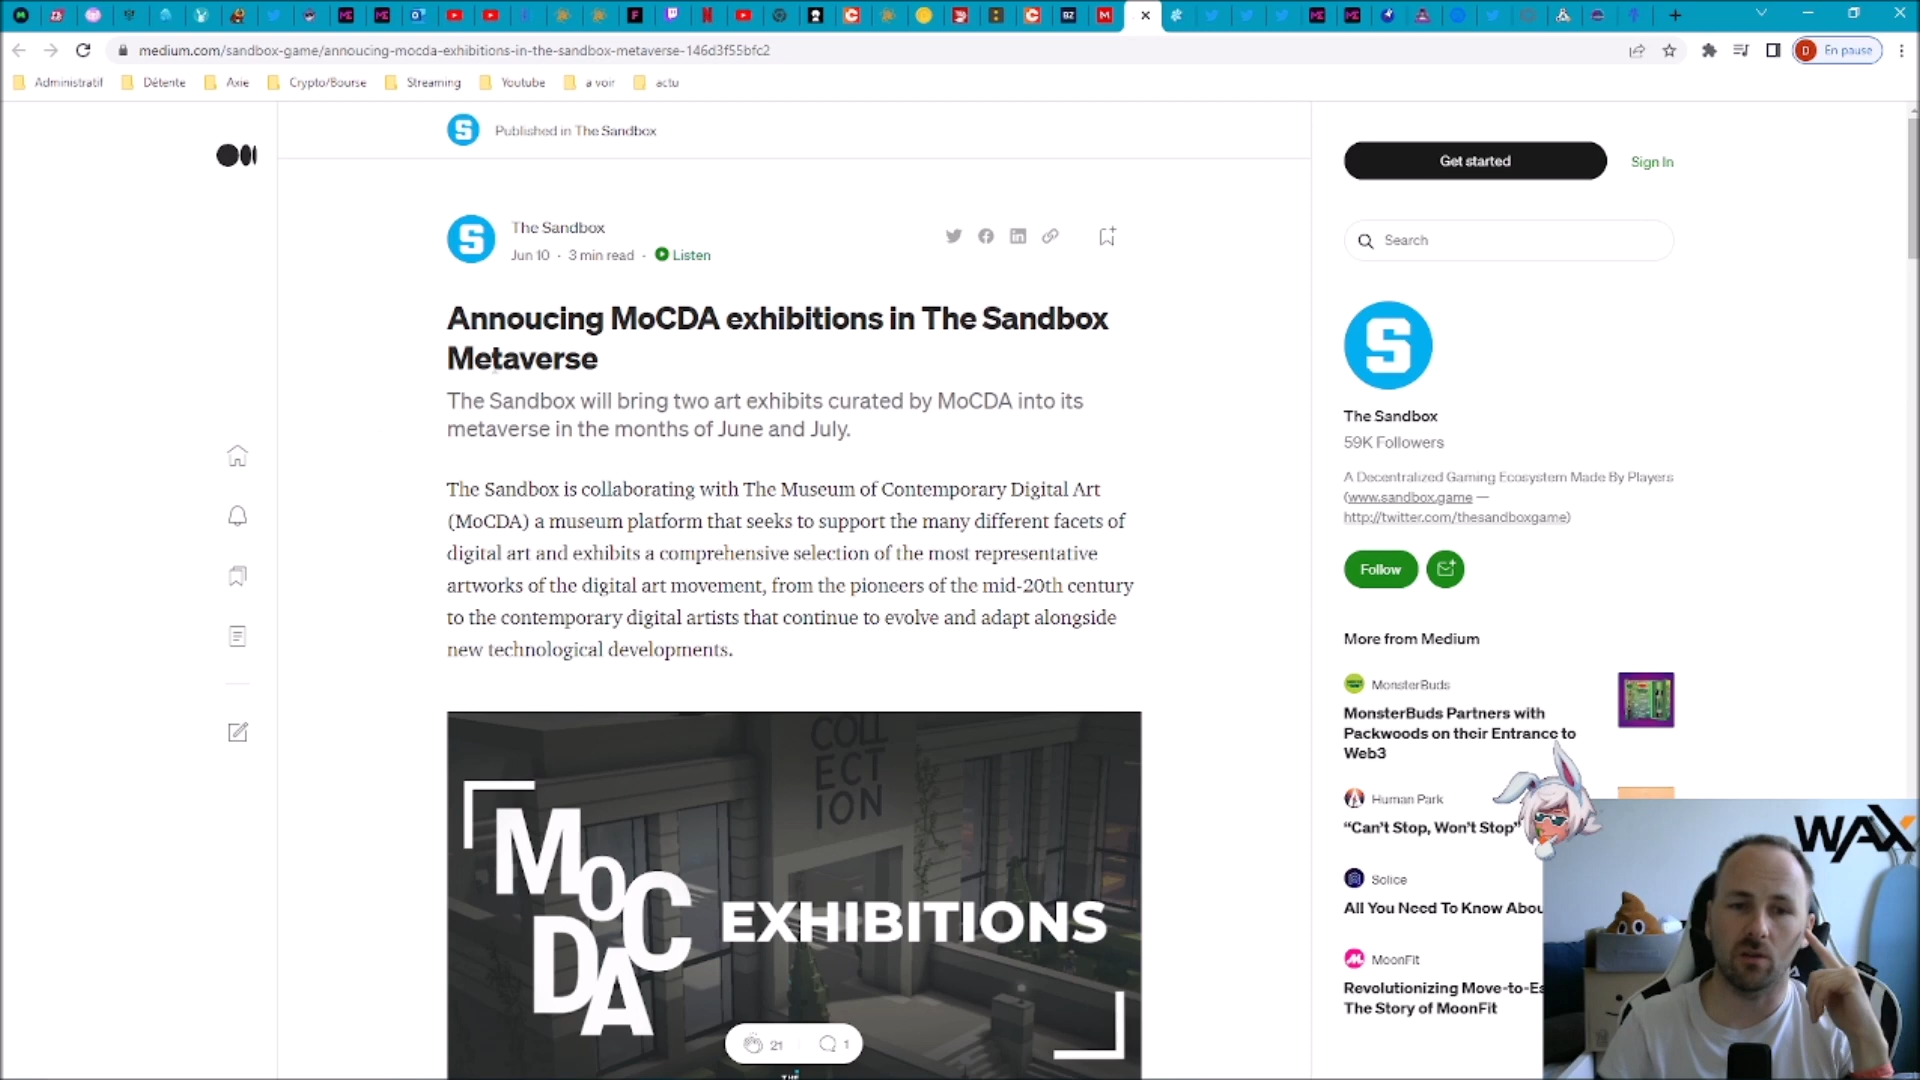 medium.com/sandbox-game/annoucing-mocda-exhibitions-in-the-sandbox-metaverse-146d3f55bfc2
D En pause
Administratif
Détente
Axie
Crypto/Bourse
Streaming
Youtube
a voir
actu
Published in The Sandbox
Get started
Sign In
The Sandbox
Jun 10 · 3 min read · Listen
Search
Annoucing MoCDA exhibitions in The Sandbox
Metaverse
The Sandbox will bring two art exhibits curated by MoCDA into its
metaverse in the months of June and July.
The Sandbox is collaborating with The Museum of Contemporary Digital Art
(MoCDA) a museum platform that seeks to support the many different facets of
digital art and exhibits a comprehensive selection of the most representative
artworks of the digital art movement, from the pioneers of the mid-20th century
to the contemporary digital artists that continue to evolve and adapt alongside
new technological developments.
COLL
ECT
ION
MoC
DA
EXHIBITIONS
21
1
THE
The Sandbox
59K Followers
A Decentralized Gaming Ecosystem Made By Players
(www.sandbox.game —
http://twitter.com/thesandboxgame)
Follow
More from Medium
MonsterBuds
MonsterBuds Partners with
Packwoods on their Entrance to
Web3
Human Park
“Can’t Stop, Won’t Stop”
Solice
All You Need To Know Abou
MoonFit
Revolutionizing Move-to-Ea
The Story of MoonFit
WAX